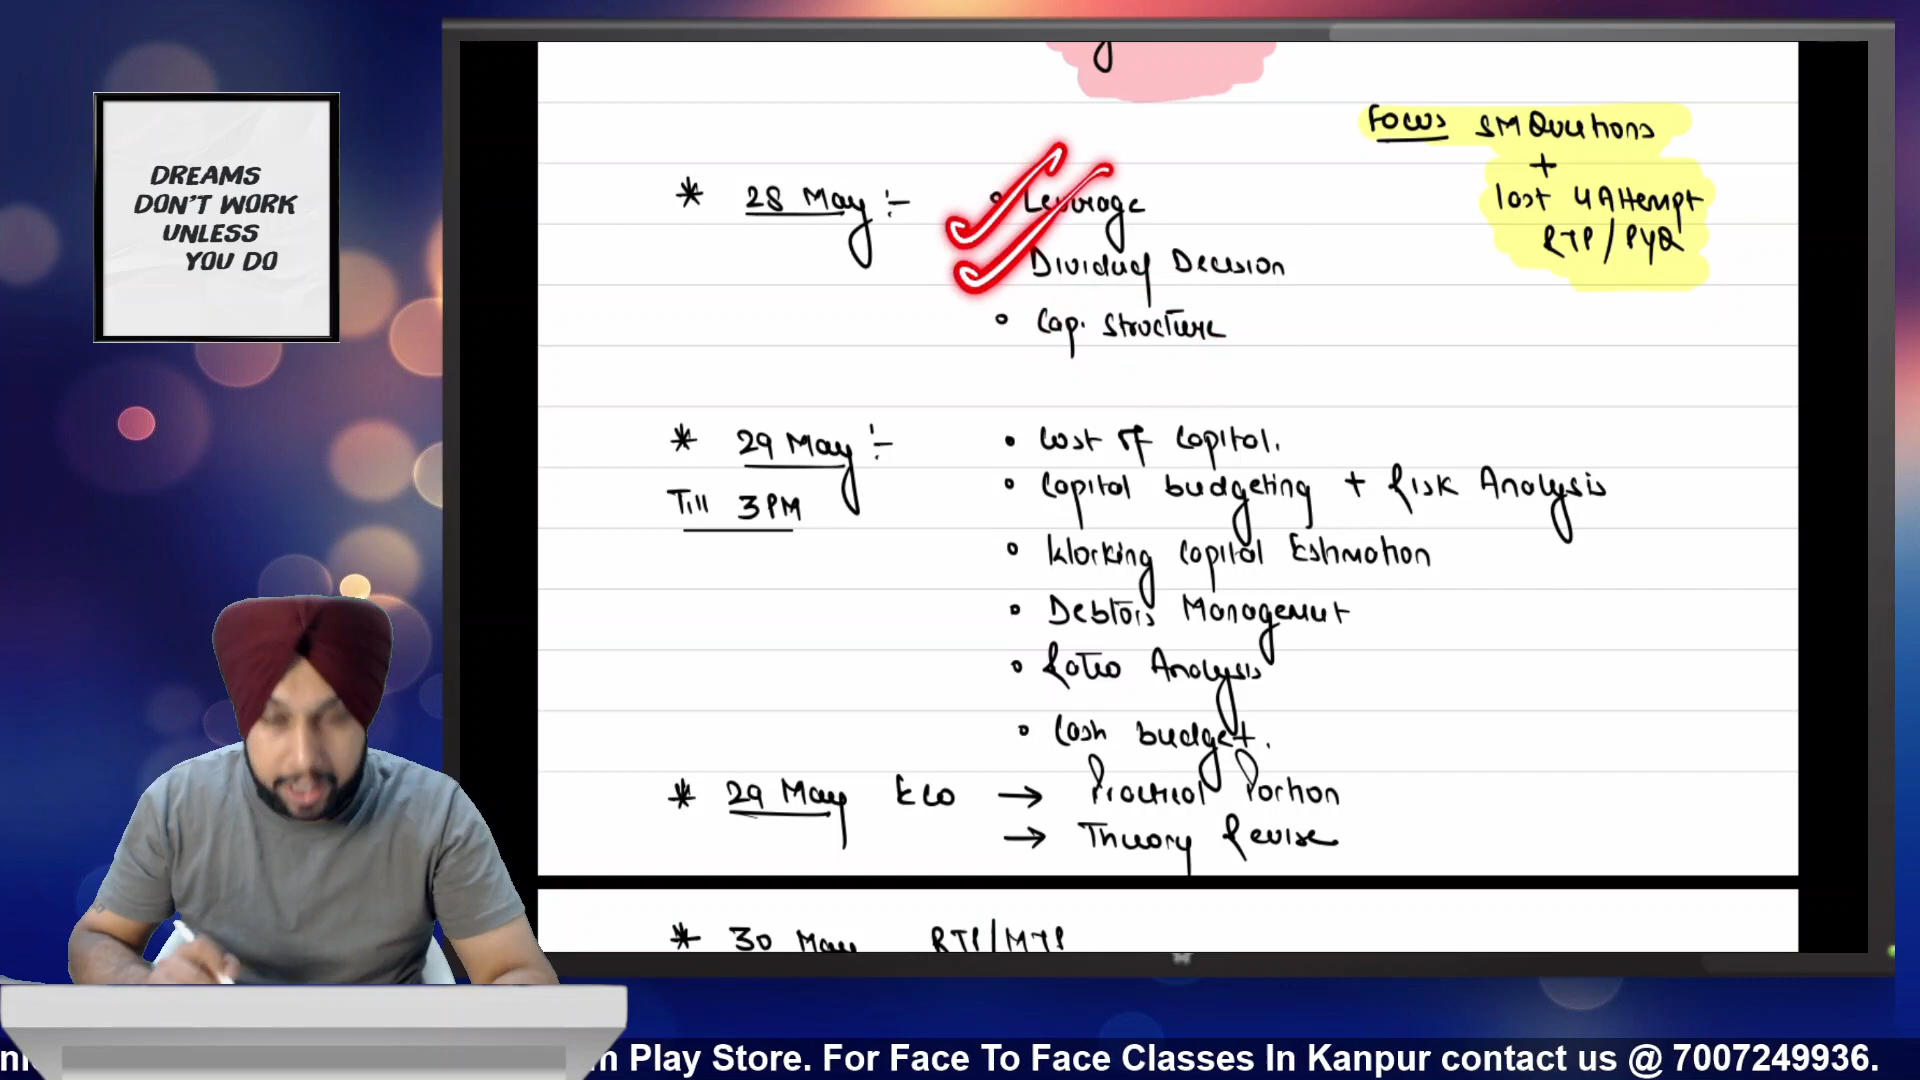 DREAMS
DON'T WORK
UNLESS
YOU DO
Focus SM Questions
+
last 4 Attempt
RTP/PYQ
* 28 May :- • Leverage
Dividend Decision
• Cap. Structure
* 29 May :- • Cost of Capital.
Till 3 PM
• Capital budgeting + Risk Analysis
• Working Capital Estimation
• Debtors Management
• Ratio Analysis
• Cash budget.
* 29 May Eco → Practical Portion
→ Theory Revise
* 30 May RTP/MTP
Play Store. For Face To Face Classes In Kanpur contact us @ 7007249936.